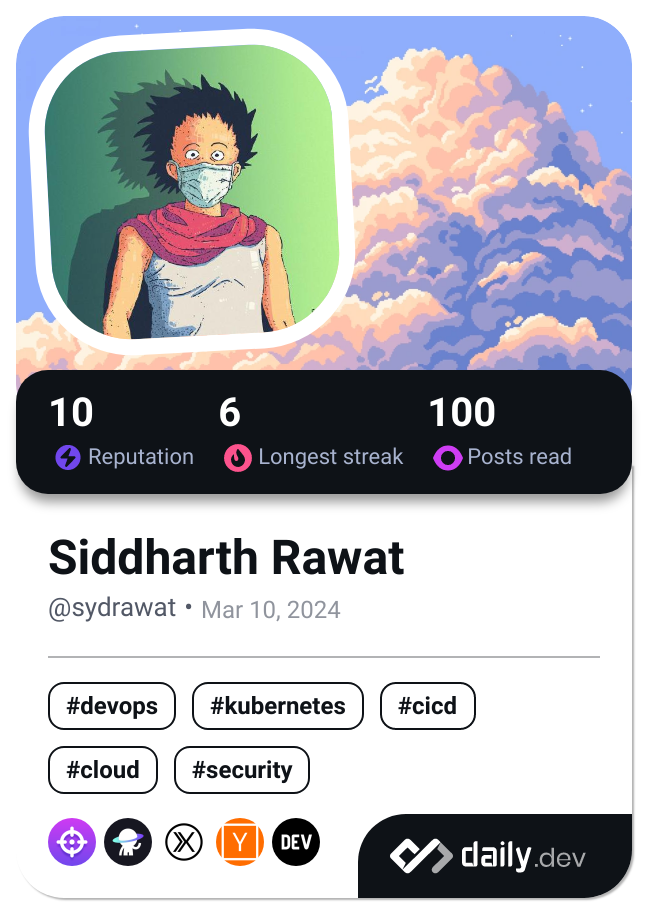 10 6 100
Reputation Longest streak Posts read
Siddharth Rawat
@sydrawat • Mar 10, 2024
#devops #kubernetes #cicd
#cloud #security
Y DEV daily.dev